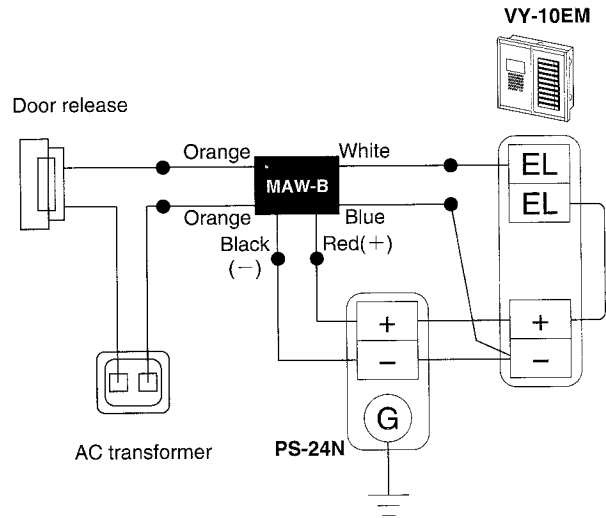 VY-10EM
Door release
Orange
White
EL
MAW-B
EL
Orange
Blue
Black
(−)
Red(+)
+
+
−
−
G
PS-24N
AC transformer